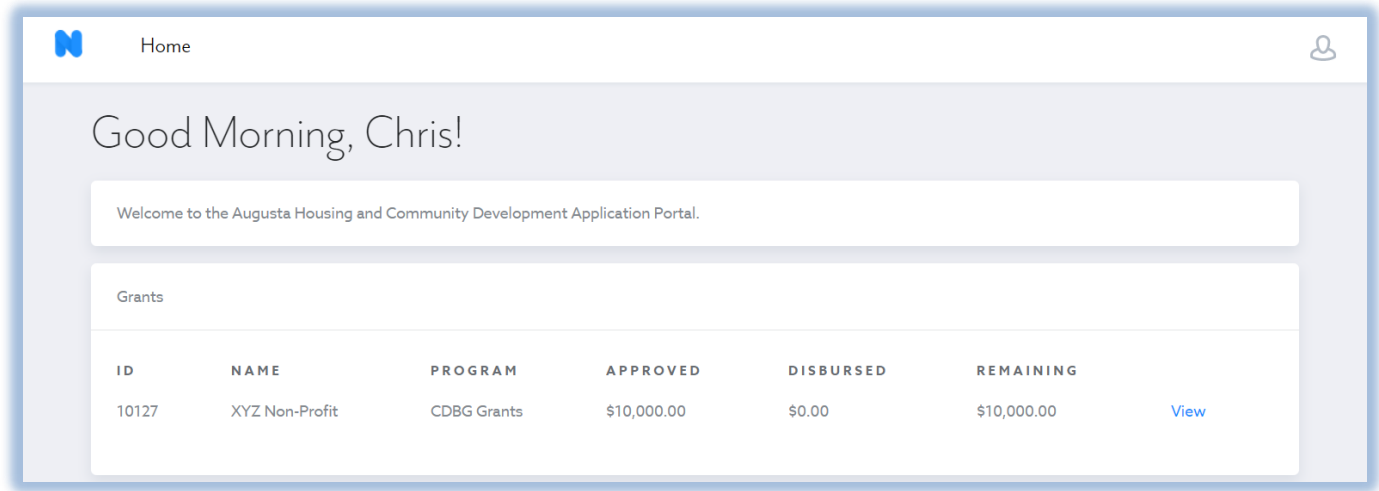 N Home
Good Morning, Chris!
Welcome to the Augusta Housing and Community Development Application Portal.
Grants
ID NAME PROGRAM APPROVED DISBURSED REMAINING
10127 XYZ Non-Profit CDBG Grants $10,000.00 $0.00 $10,000.00 View